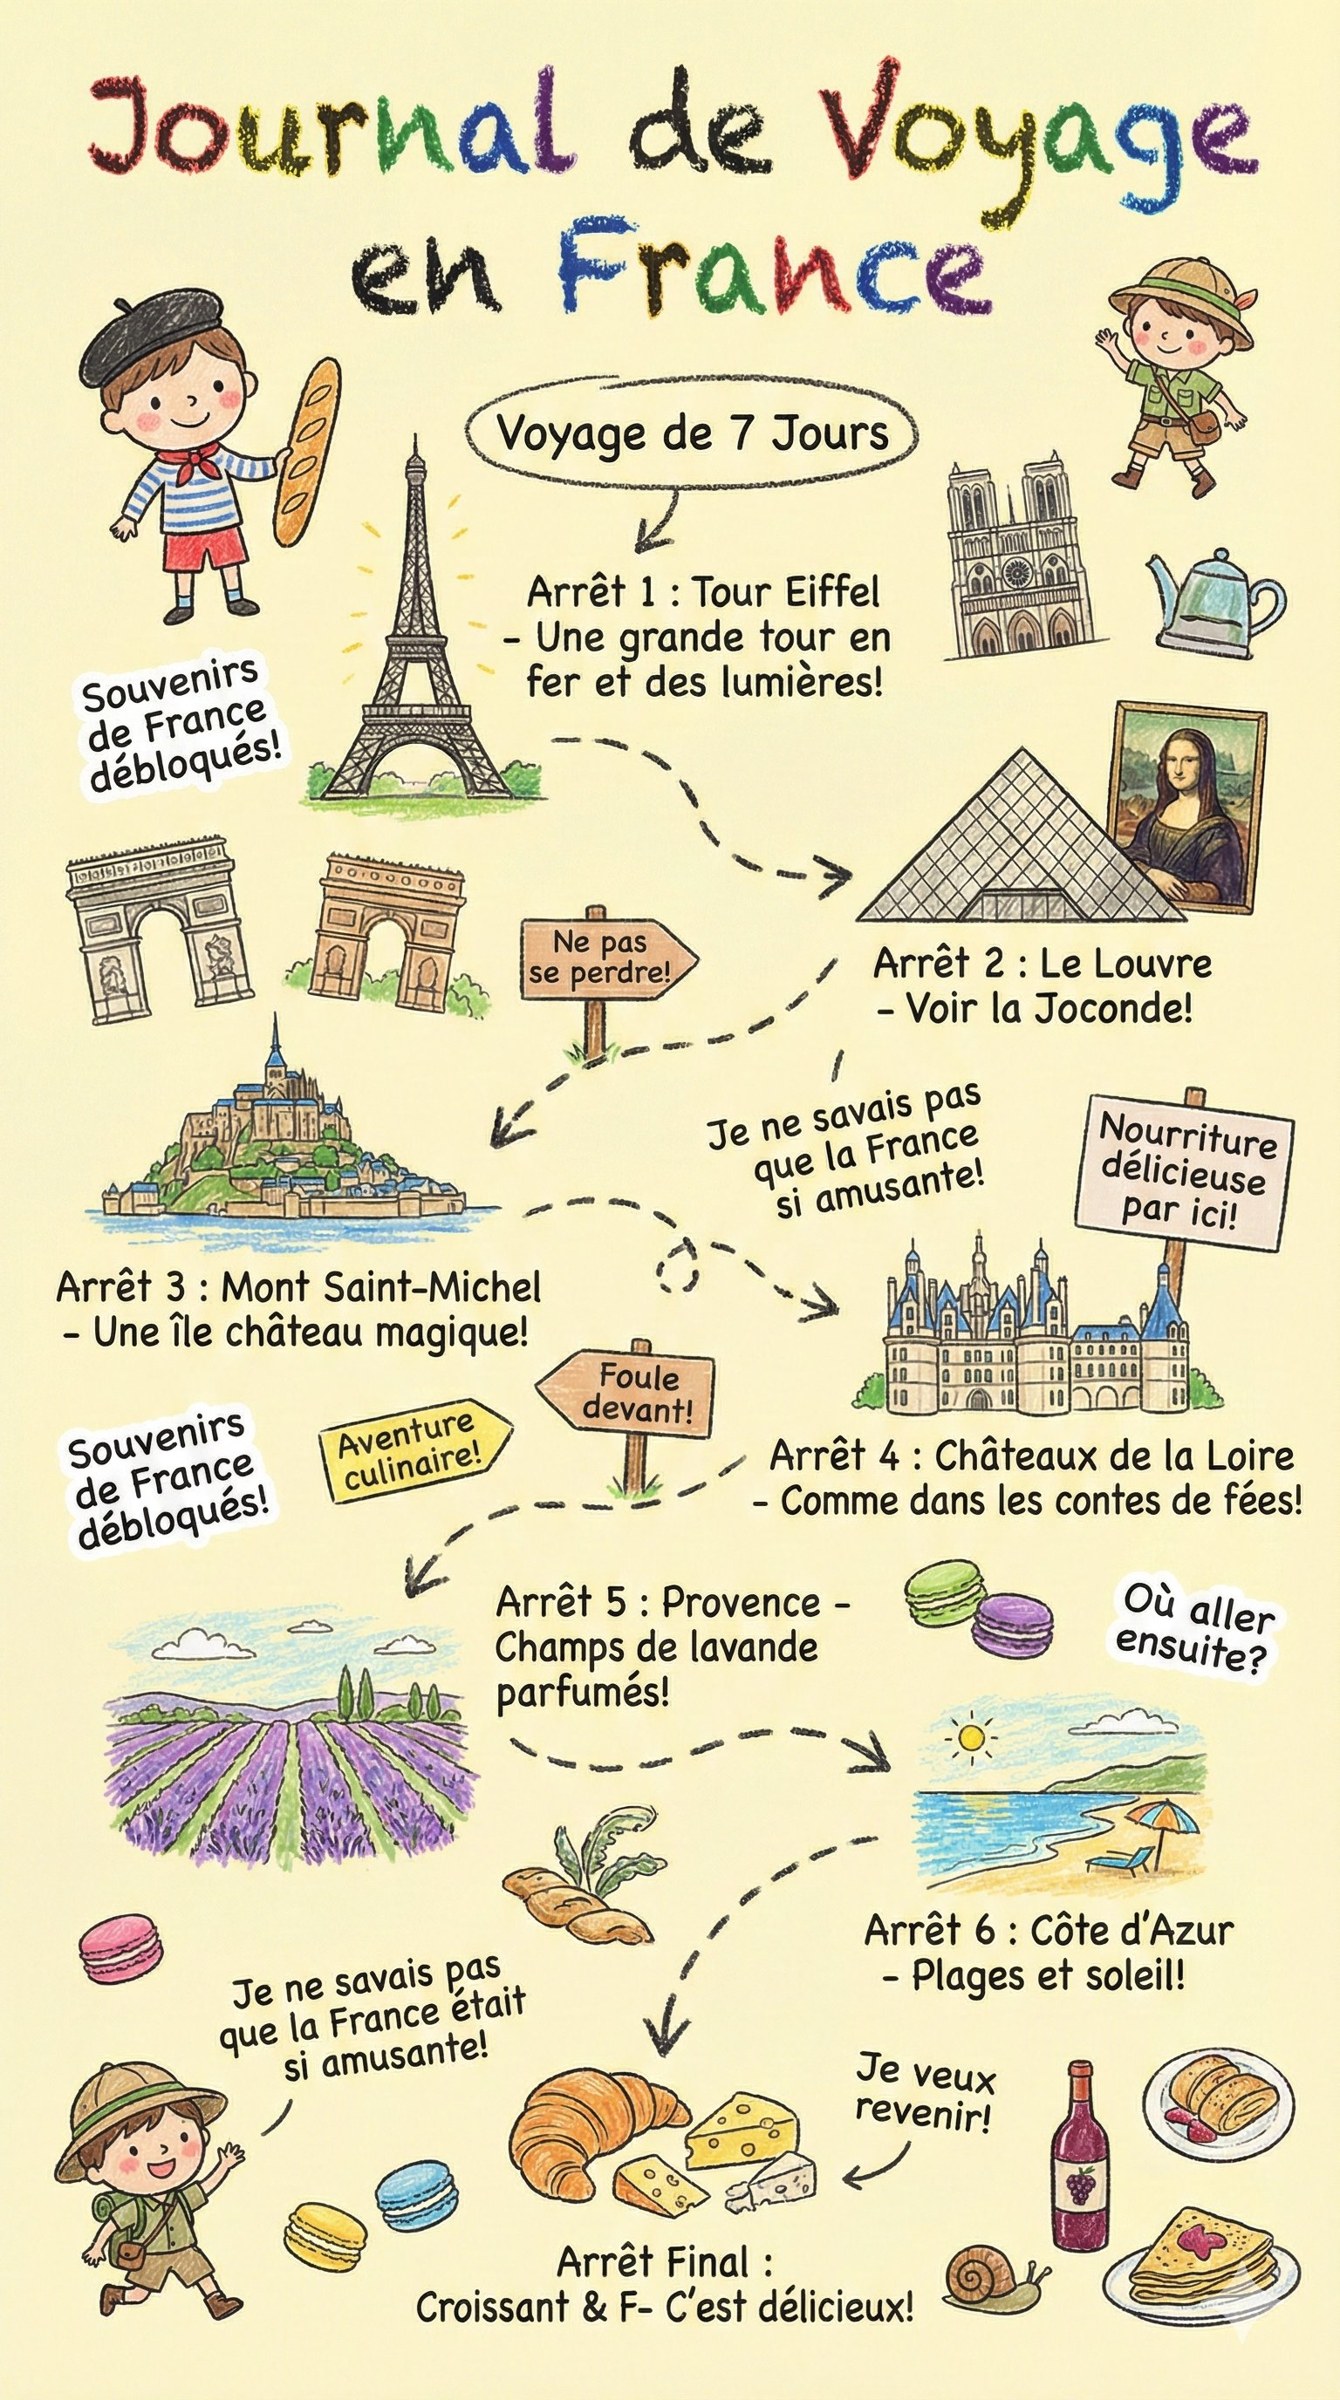 Journal de Voyage
en France
Voyage de 7 Jours
Arrêt 1 : Tour Eiffel
- Une grande tour en
fer et des lumières!
Souvenirs
de France
débloqués!
Ne pas
se perdre!
Arrêt 2 : Le Louvre
- Voir la Joconde!
Je ne savais pas
que la France
si amusante!
Nourriture
délicieuse
par ici!
Arrêt 3 : Mont Saint-Michel
- Une île château magique!
Foule
devant!
Aventure
culinaire!
Souvenirs
de France
débloqués!
Arrêt 4 : Châteaux de la Loire
- Comme dans les contes de fées!
Arrêt 5 : Provence -
Champs de lavande
parfumés!
Où aller
ensuite?
Arrêt 6 : Côte d'Azur
- Plages et soleil!
Je ne savais pas
que la France était
si amusante!
Je veux
revenir!
Arrêt Final :
Croissant & F- C'est délicieux!